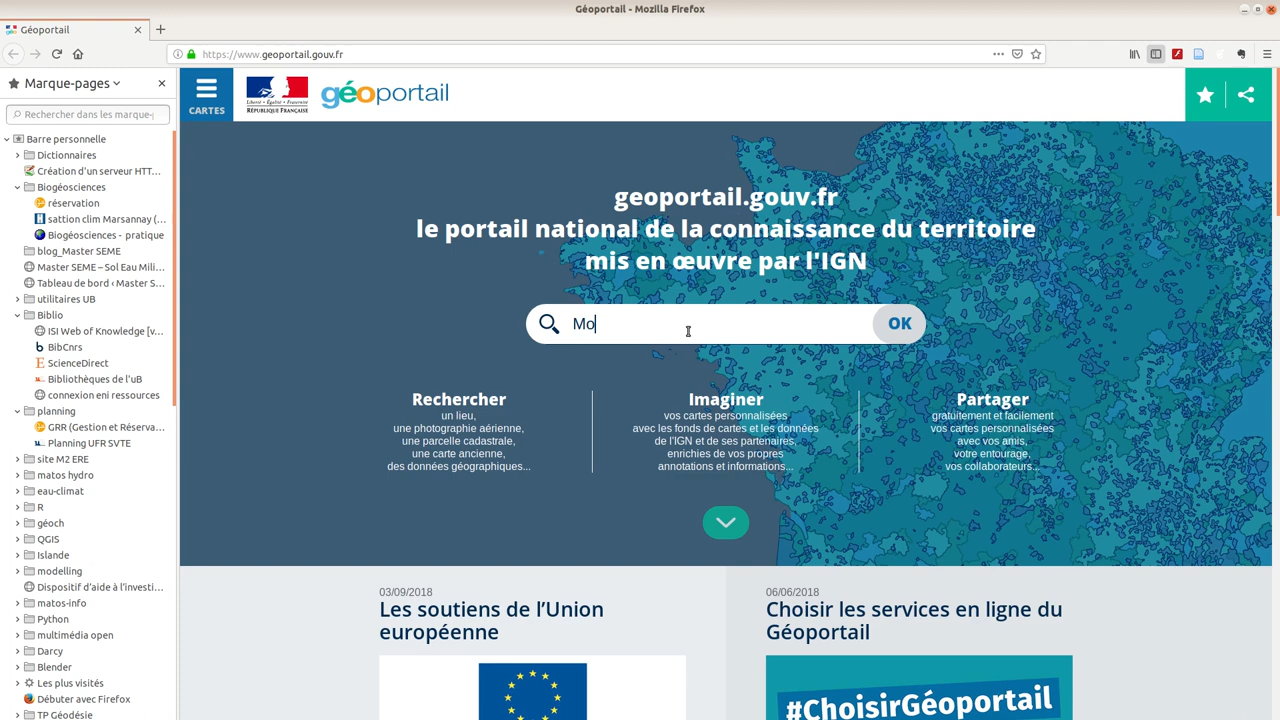 Géoportail - Mozilla Firefox
Géoportail
https://www.geoportail.gouv.fr
Marque-pages
Rechercher dans les marque-p
Barre personnelle
Dictionnaires
Création d'un serveur HTT...
Biogéosciences
réservation
sattion clim Marsannay (...
Biogéosciences - pratique
blog_Master SEME
Master SEME – Sol Eau Mili...
Tableau de bord ‹ Master S...
utilitaires UB
Biblio
ISI Web of Knowledge [v...
BibCnrs
ScienceDirect
Bibliothèques de l'uB
connexion eni ressources
planning
GRR (Gestion et Réserva...
Planning UFR SVTE
site M2 ERE
matos hydro
eau-climat
R
géoch
QGIS
Islande
modelling
Dispositif d'aide à l'investi...
matos-info
Python
multimédia open
Darcy
Blender
Les plus visités
Débuter avec Firefox
TP Géodésie
CARTES
Liberté • Égalité • Fraternité
RÉPUBLIQUE FRANÇAISE
géoportail
geoportail.gouv.fr
le portail national de la connaissance du territoire
mis en œuvre par l'IGN
Mo
OK
Rechercher
un lieu,
une photographie aérienne,
une parcelle cadastrale,
une carte ancienne,
des données géographiques...
Imaginer
vos cartes personnalisées
avec les fonds de cartes et les données
de l'IGN et de ses partenaires,
enrichies de vos propres
annotations et informations...
Partager
gratuitement et facilement
vos cartes personnalisées
avec vos amis,
votre entourage,
vos collaborateurs...
03/09/2018
Les soutiens de l'Union
européenne
06/06/2018
Choisir les services en ligne du
Géoportail
#ChoisirGéoportail